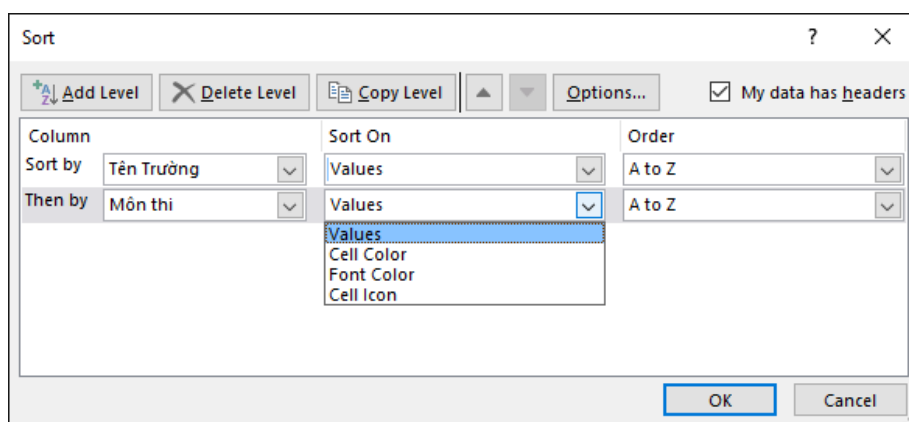 Sort ? ×
Add Level Delete Level Copy Level Options... My data has headers
Column Sort On Order
Sort by Tên Trường Values A to Z
Then by Môn thi Values A to Z
Values
Cell Color
Font Color
Cell Icon
OK Cancel